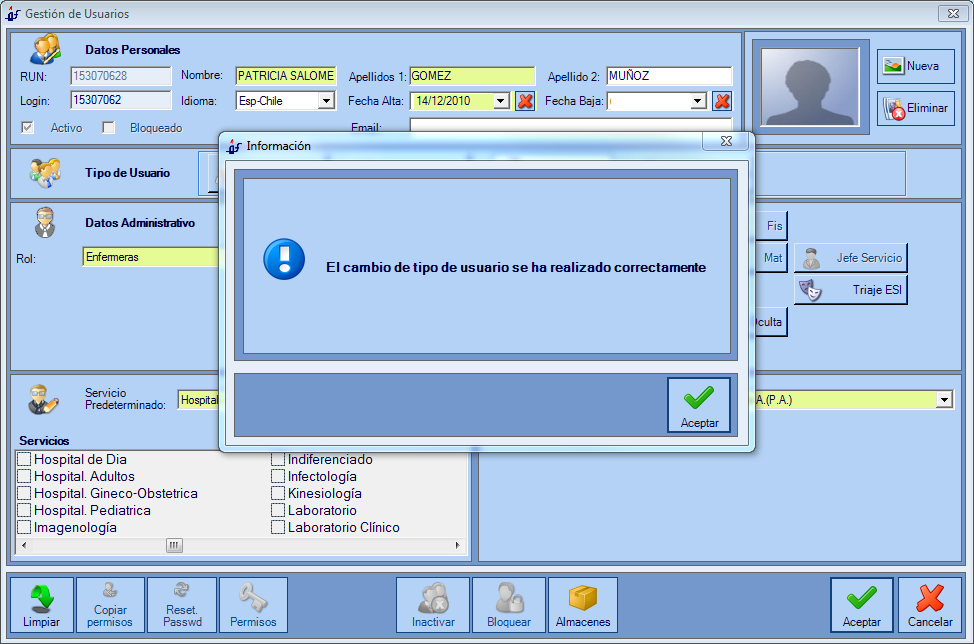 Gestión de Usuarios
Datos Personales
RUN: 153070628 Nombre: PATRICIA SALOME Apellidos 1: GOMEZ Apellido 2: MUÑOZ
Login: 15307062 Idioma: Esp-Chile Fecha Alta: 14/12/2010 Fecha Baja:
Activo Bloqueado Email:
Nueva
Eliminar
Información
Tipo de Usuario
Datos Administrativo
Rol: Enfermeras
Fis
Mat Jefe Servicio
Triaje ESI
culta
El cambio de tipo de usuario se ha realizado correctamente
Aceptar
Servicio
Predeterminado: Hospital A.(P.A.)
Servicios
Hospital de Dia Indiferenciado
Hospital. Adultos Infectología
Hospital. Gineco-Obstetrica Kinesiología
Hospital. Pediatrica Laboratorio
Imagenología Laboratorio Clínico
Limpiar
Copiar
permisos
Reset.
Passwd
Permisos
Inactivar
Bloquear
Almacenes
Aceptar
Cancelar